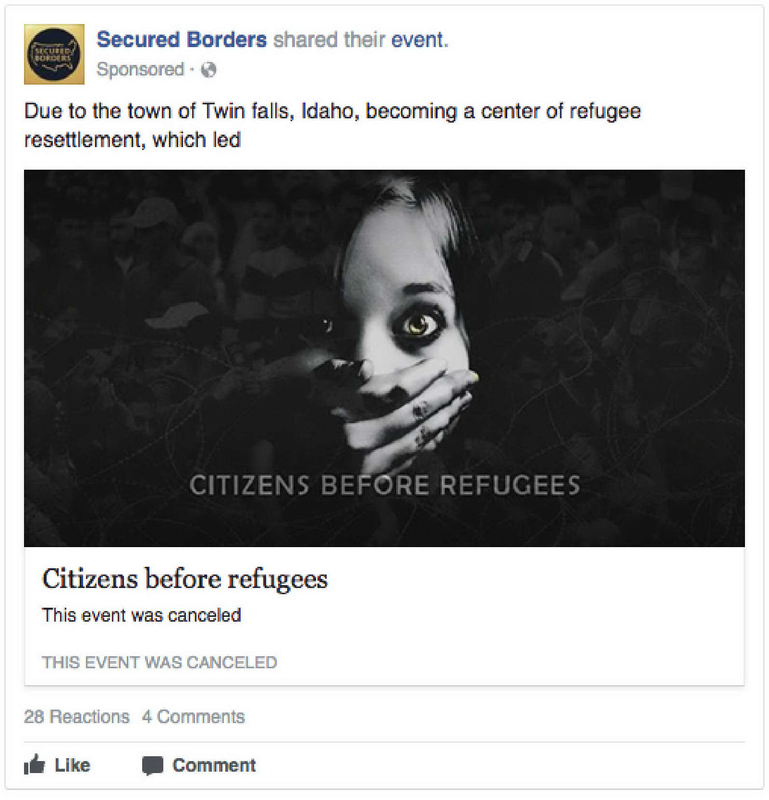 SECURED
BORDERS
Secured Borders shared their event.
Sponsored ·
Due to the town of Twin falls, Idaho, becoming a center of refugee
resettlement, which led
CITIZENS BEFORE REFUGEES
Citizens before refugees
This event was canceled
THIS EVENT WAS CANCELED
28 Reactions 4 Comments
Like Comment